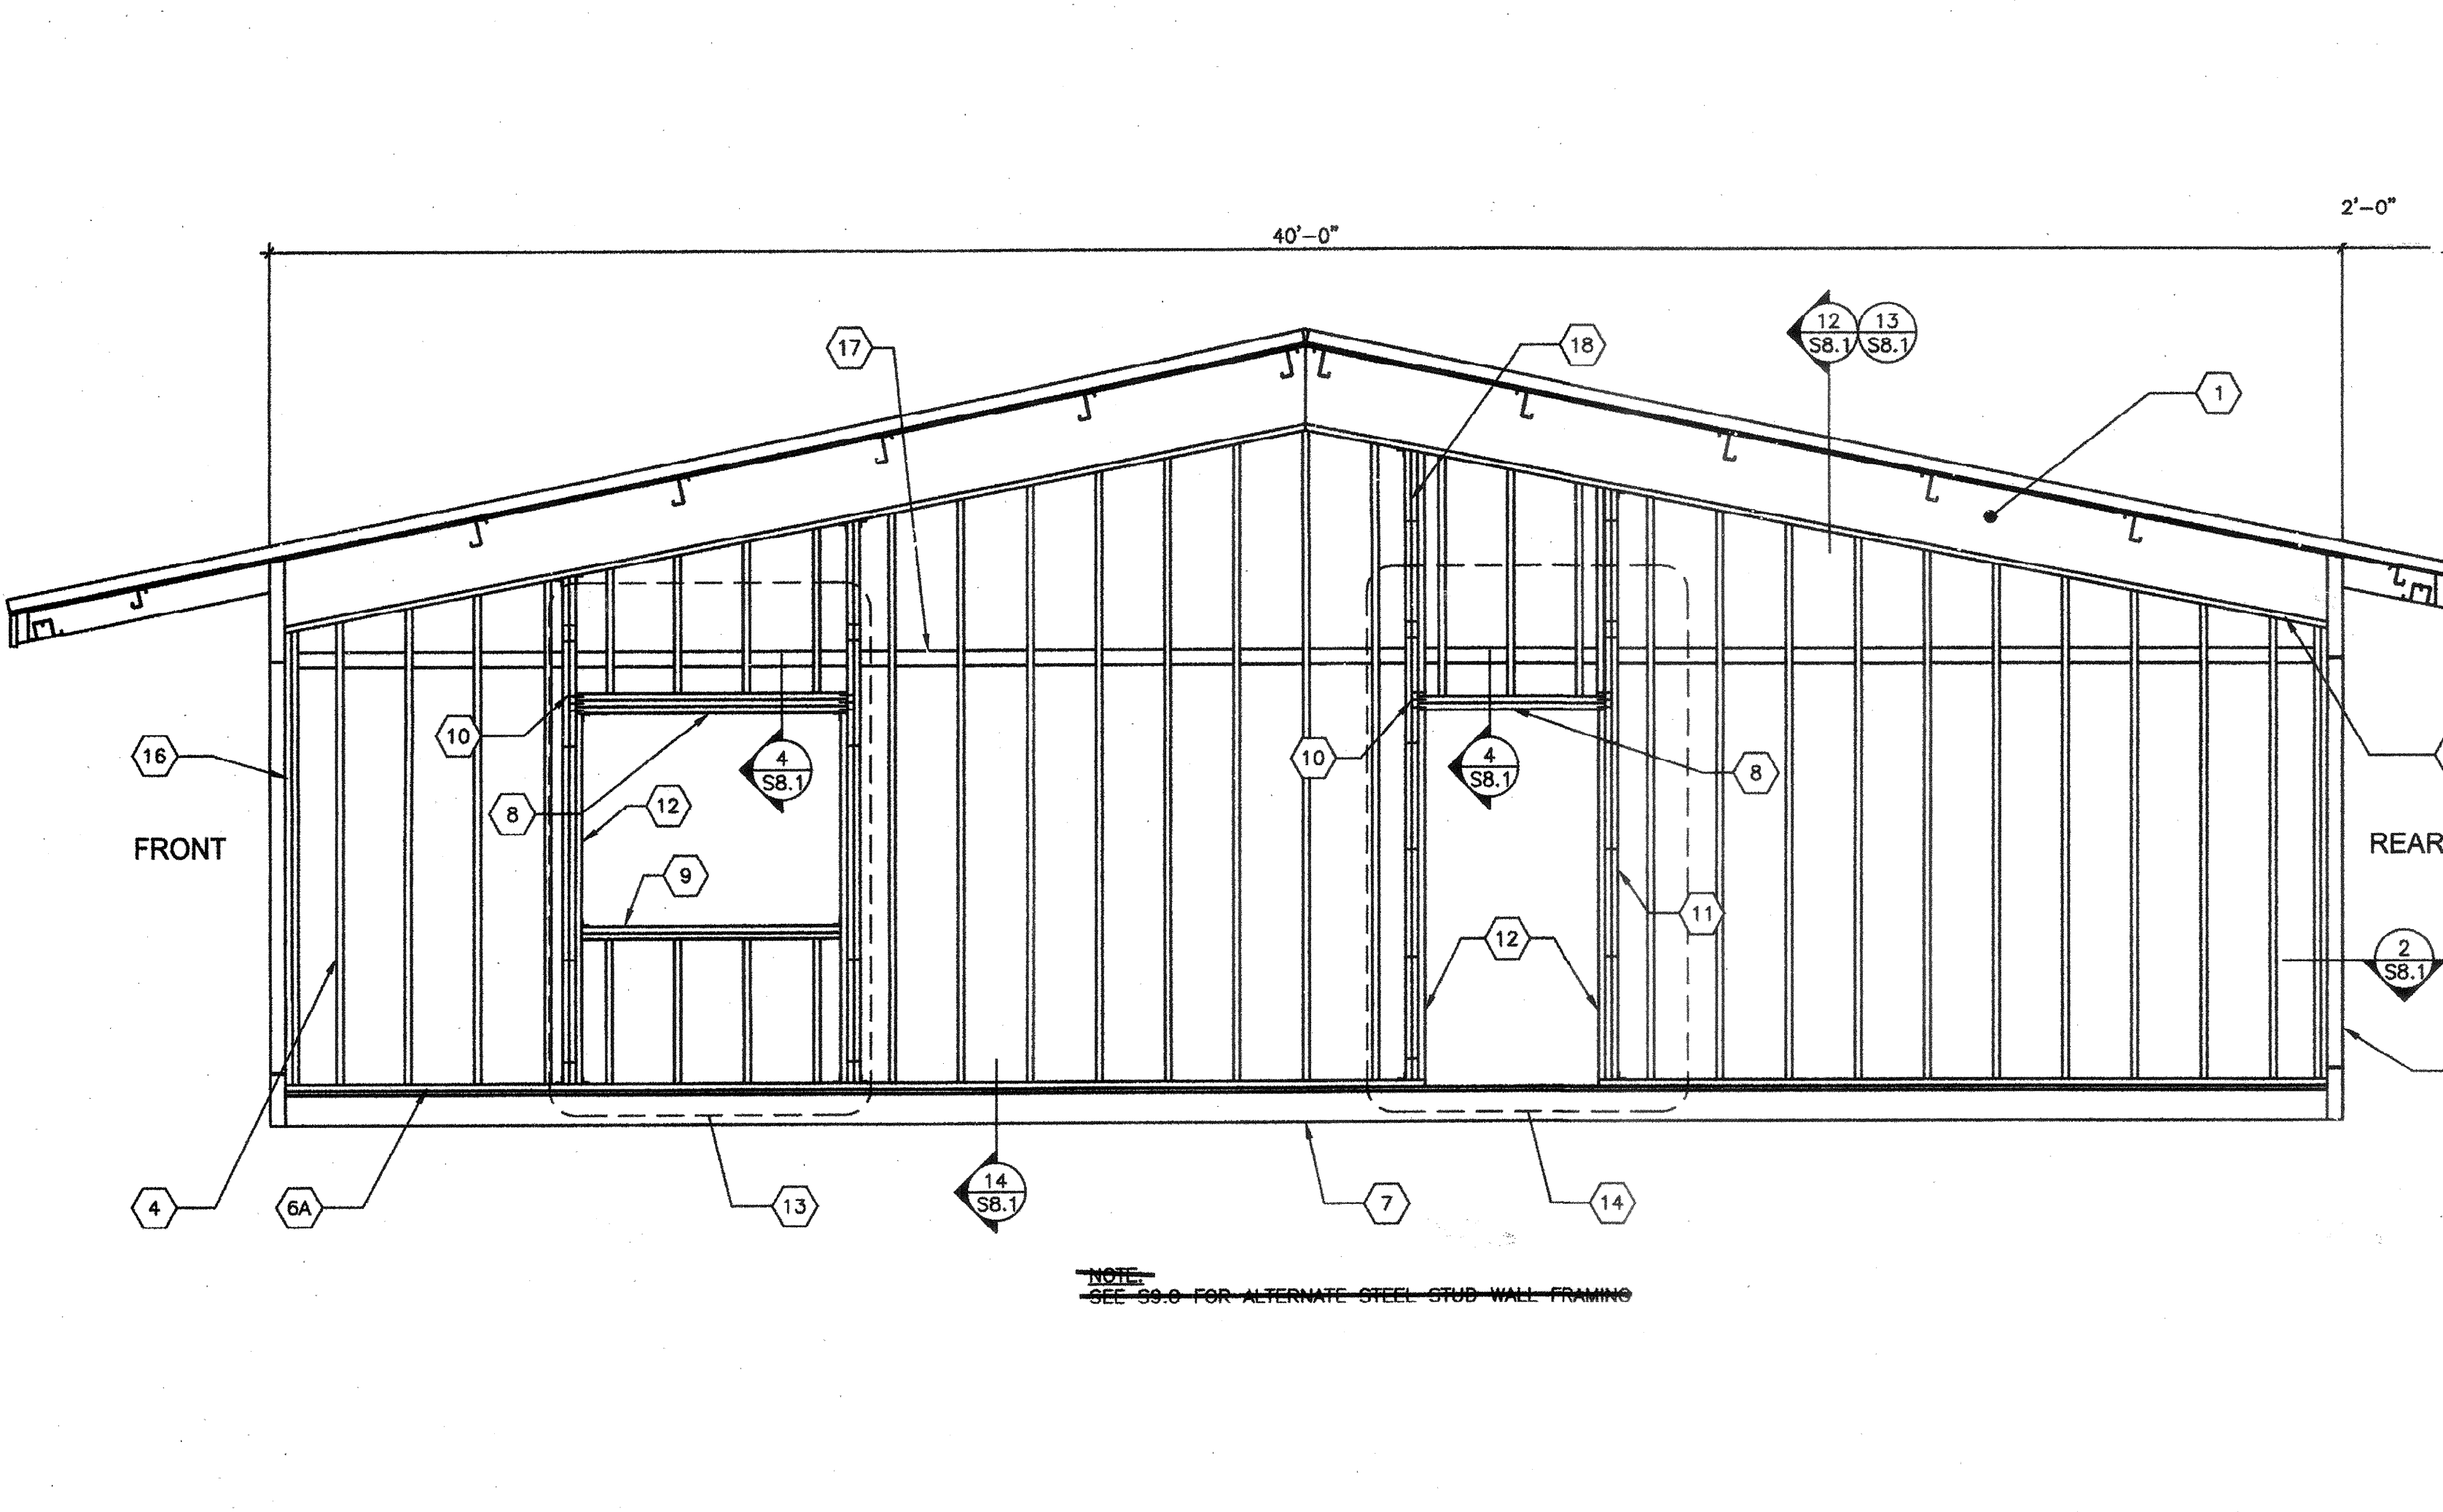 2'-0"
40'-0"
12
S8.1
13
S8.1
17
18
1
10
16
8
12
4
S8.1
9
10
4
S8.1
8
11
12
FRONT
REAR
2
S8.1
4
6A
13
14
S8.1
7
14
NOTE:
SEE S9.0 FOR ALTERNATE STEEL STUD WALL FRAMING